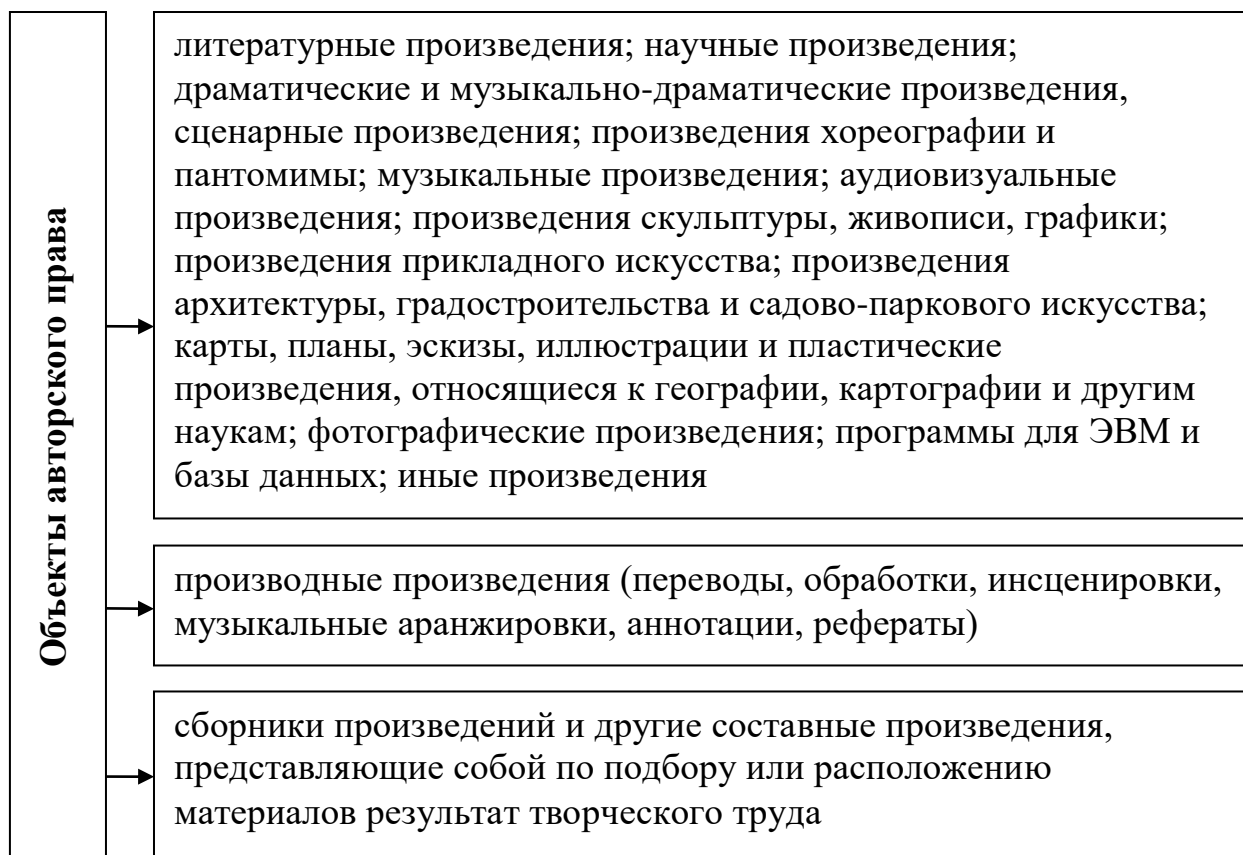 Объекты авторского права
литературные произведения; научные произведения;
драматические и музыкально-драматические произведения,
сценарные произведения; произведения хореографии и
пантомимы; музыкальные произведения; аудиовизуальные
произведения; произведения скульптуры, живописи, графики;
произведения прикладного искусства; произведения
архитектуры, градостроительства и садово-паркового искусства;
карты, планы, эскизы, иллюстрации и пластические
произведения, относящиеся к географии, картографии и другим
наукам; фотографические произведения; программы для ЭВМ и
базы данных; иные произведения
производные произведения (переводы, обработки, инсценировки,
музыкальные аранжировки, аннотации, рефераты)
сборники произведений и другие составные произведения,
представляющие собой по подбору или расположению
материалов результат творческого труда